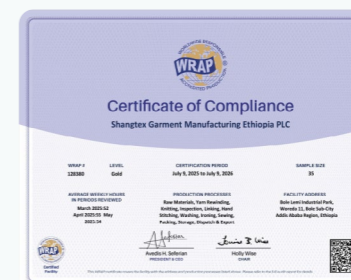 WORLDWIDE RESPONSIBLE
WRAP
ACCREDITED PRODUCTION
Certificate of Compliance
Shangtex Garment Manufacturing Ethiopia PLC
WRAP # LEVEL CERTIFICATION PERIOD SAMPLE SIZE
128380 Gold July 9, 2025 to July 9, 2026 35
AVERAGE WEEKLY HOURS
IN PERIODS REVIEWED
March 2025:52
April 2025:55 May
2025:54
PRODUCTION PROCESSES
Raw Materials, Yarn Rewinding,
Knitting, Inspection, Linking, Hand
Stitching, Washing, Ironing, Sewing,
Packing, Storage, Dispatch & Export
FACILITY ADDRESS
Bole Lemi Industrial Park,
Woreda 11, Bole Sub-City
Addis Ababa Region, Ethiopia
WRAP
Certified
Facility
Avedis H. Seferian
PRESIDENT & CEO
Holly Wise
CHAIR